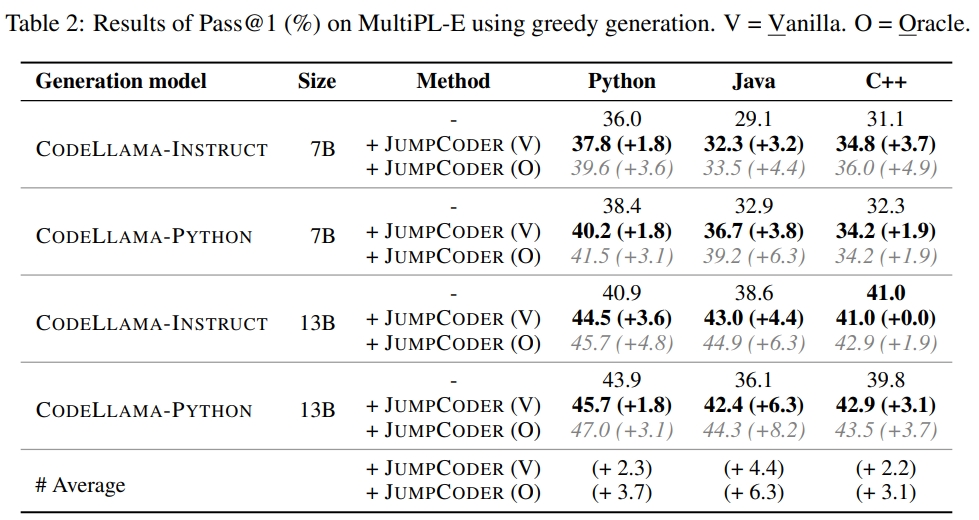 Table 2: Results of Pass@1 (%) on MultiPL-E using greedy generation. V = Vanilla. O = Oracle.
Generation model Size Method Python Java C++
- 36.0 29.1 31.1
CODELLAMA-INSTRUCT 7B + JUMPCODER (V) 37.8 (+1.8) 32.3 (+3.2) 34.8 (+3.7)
+ JUMPCODER (O) 39.6 (+3.6) 33.5 (+4.4) 36.0 (+4.9)
- 38.4 32.9 32.3
CODELLAMA-PYTHON 7B + JUMPCODER (V) 40.2 (+1.8) 36.7 (+3.8) 34.2 (+1.9)
+ JUMPCODER (O) 41.5 (+3.1) 39.2 (+6.3) 34.2 (+1.9)
- 40.9 38.6 41.0
CODELLAMA-INSTRUCT 13B + JUMPCODER (V) 44.5 (+3.6) 43.0 (+4.4) 41.0 (+0.0)
+ JUMPCODER (O) 45.7 (+4.8) 44.9 (+6.3) 42.9 (+1.9)
- 43.9 36.1 39.8
CODELLAMA-PYTHON 13B + JUMPCODER (V) 45.7 (+1.8) 42.4 (+6.3) 42.9 (+3.1)
+ JUMPCODER (O) 47.0 (+3.1) 44.3 (+8.2) 43.5 (+3.7)
# Average + JUMPCODER (V) (+ 2.3) (+ 4.4) (+ 2.2)
+ JUMPCODER (O) (+ 3.7) (+ 6.3) (+ 3.1)